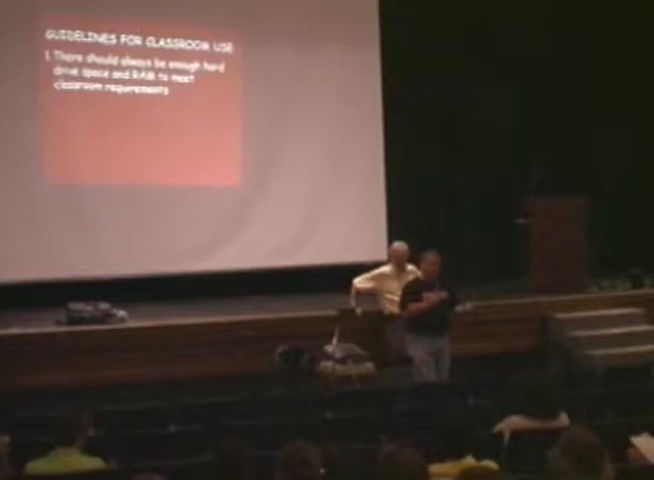 GUIDELINES FOR CLASSROOM USE
1. There should always be enough hard
drive space and RAM to meet
classroom requirements